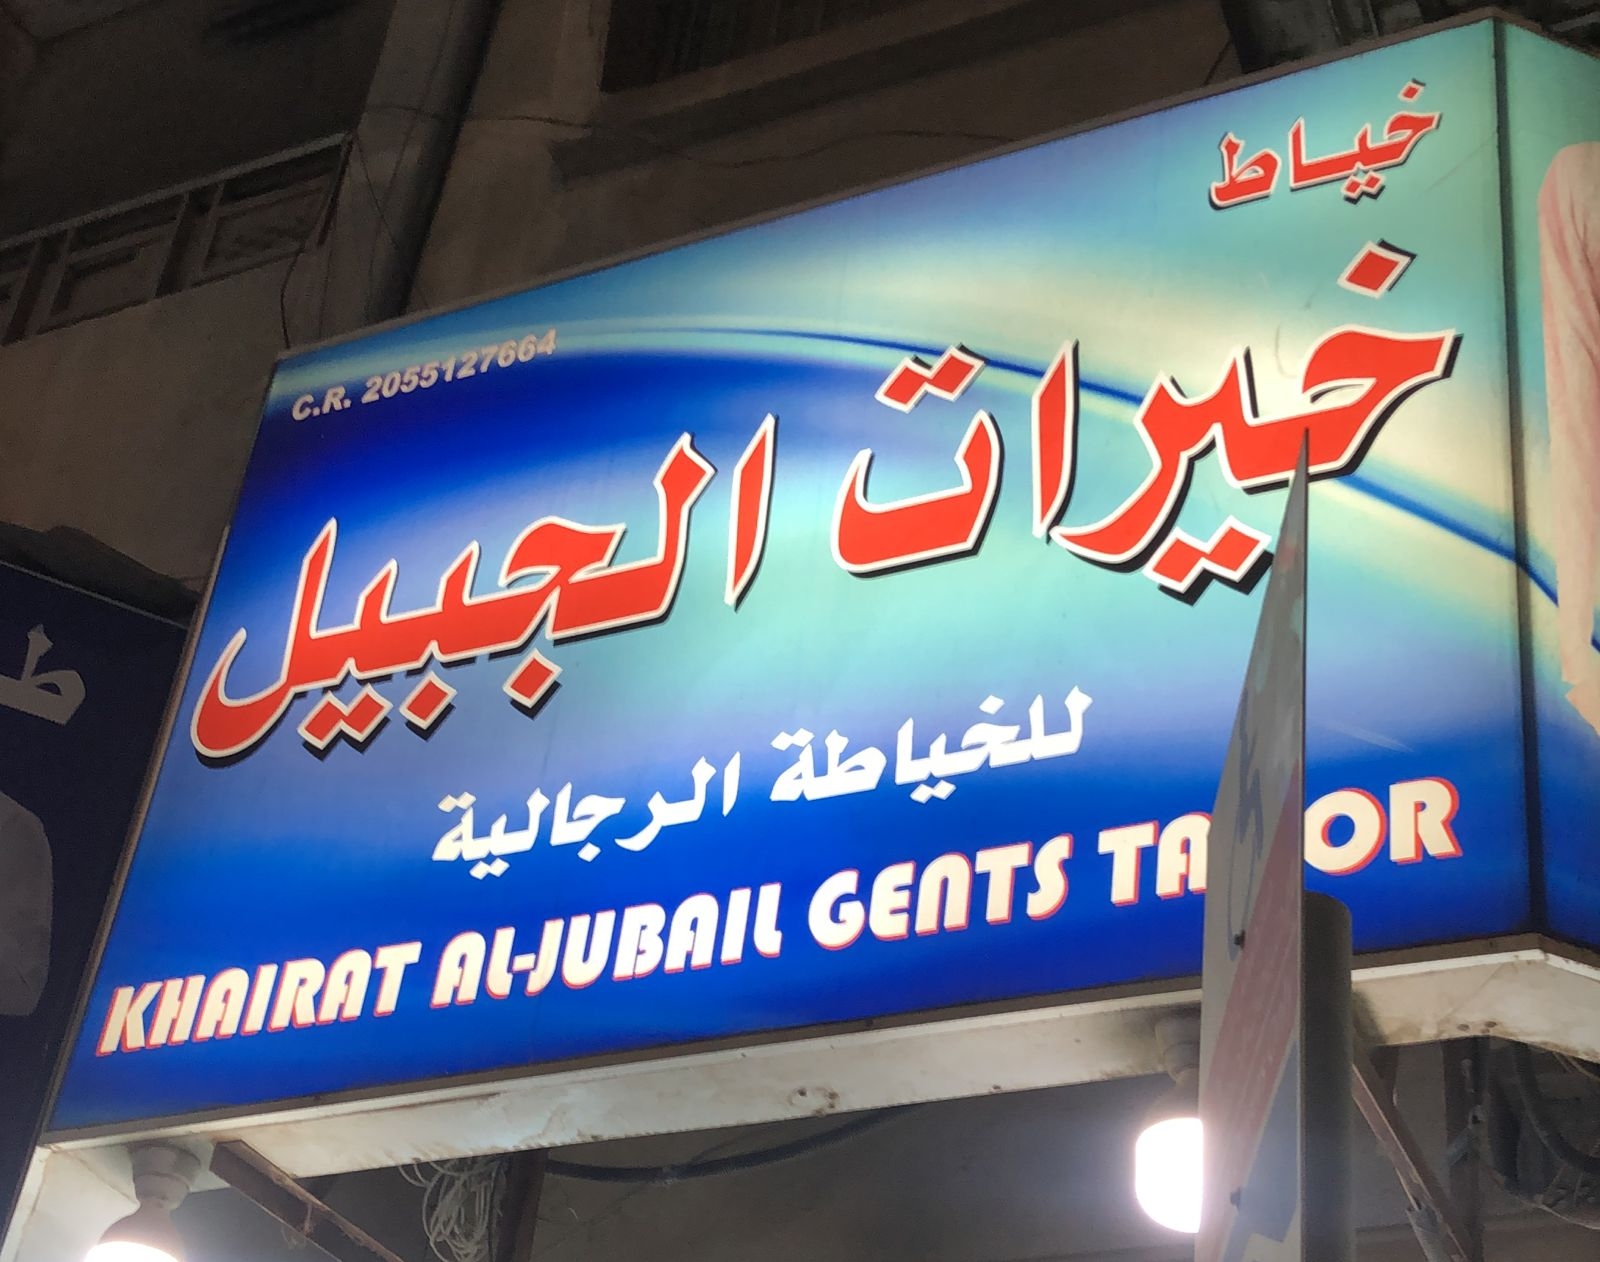 خياط
C.R. 2055127664
خيرات الجبيل
للخياطة الرجالية
KHAIRAT AL-JUBAIL GENTS